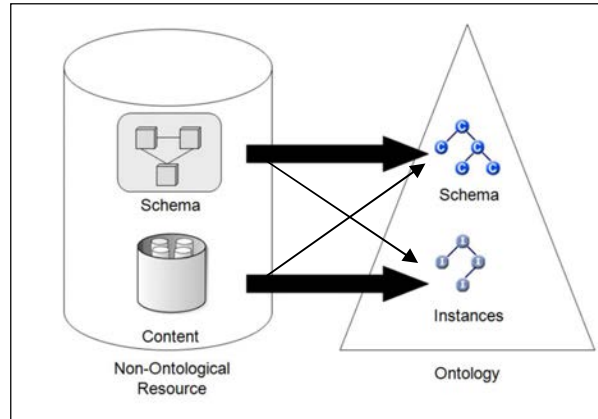 Schema
Content
Non-Ontological
Resource
C
C
C
C
C
Schema
I
I
I
I
Instances
Ontology